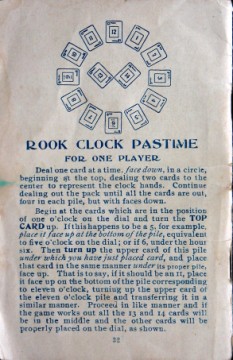 12
ROOK CLOCK PASTIME
FOR ONE PLAYER
Deal one card at a time, face down, in a circle,
beginning at the top, dealing two cards to the
center to represent the clock hands. Continue
dealing out the pack until all the cards are out,
four in each pile, but with faces down.
Begin at the cards which are in the position
of one o'clock on the dial and turn the TOP
CARD up. If this happens to be a 5, for example,
place it face up at the bottom of the pile, equivalent
to five o'clock on the dial; or if 6, under the hour
six. Then turn up the upper card of this pile
under which you have just placed card, and place
that card in the same manner under its proper pile,
face up. That is to say, if it should be an 11, place
it face up on the bottom of the pile corresponding
to eleven o'clock, turning up the upper card of
the eleven o'clock pile and transferring it in a
similar manner. Proceed in like manner and if
the game works out all the 13 and 14 cards will
be in the middle and the other cards will be
properly placed on the dial, as shown.